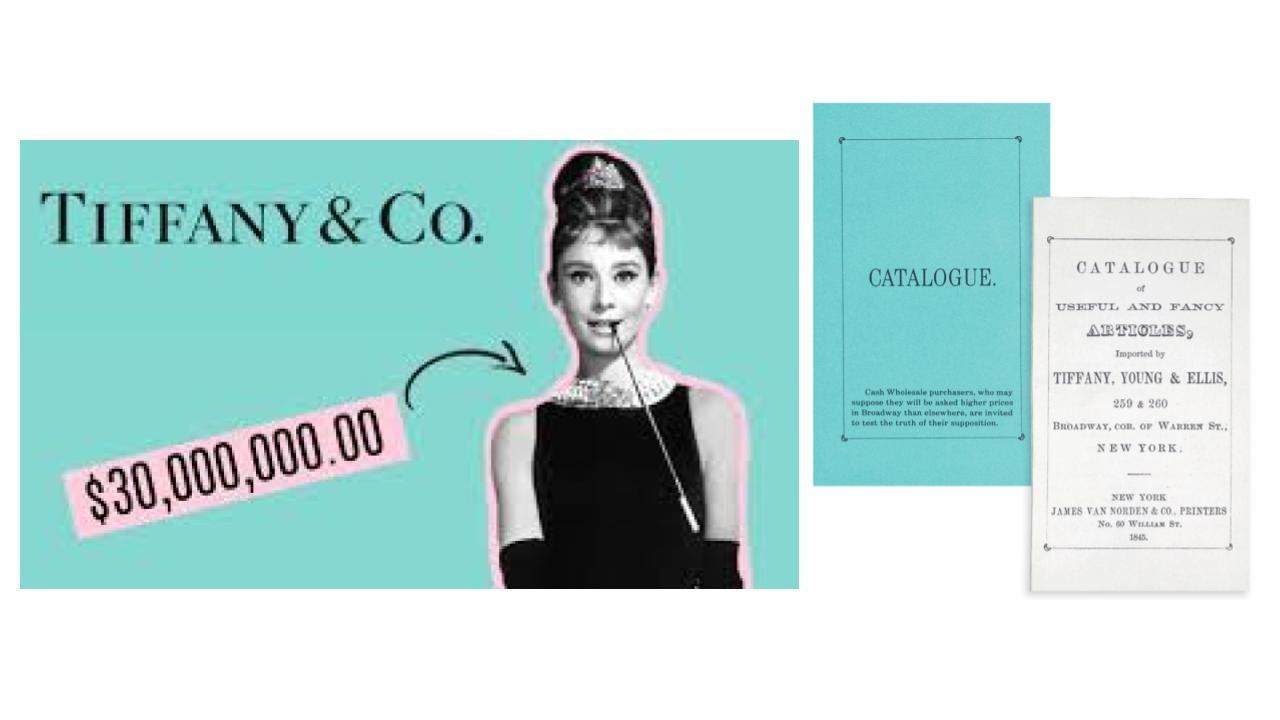 TIFFANY & CO.
$30,000,000.00
CATALOGUE.
Cash Wholesale purchasers, who may
suppose they will be asked higher prices
in Broadway than elsewhere, are invited
to test the truth of their supposition.
CATALOGUE
of
USEFUL AND FANCY
ARTICLES,
Imported by
TIFFANY, YOUNG & ELLIS,
259 & 260
BROADWAY, COR. OF WARREN ST.,
NEW YORK.
NEW YORK
JAMES VAN NORDEN & CO., PRINTERS
No. 60 WILLIAM ST.
1845.